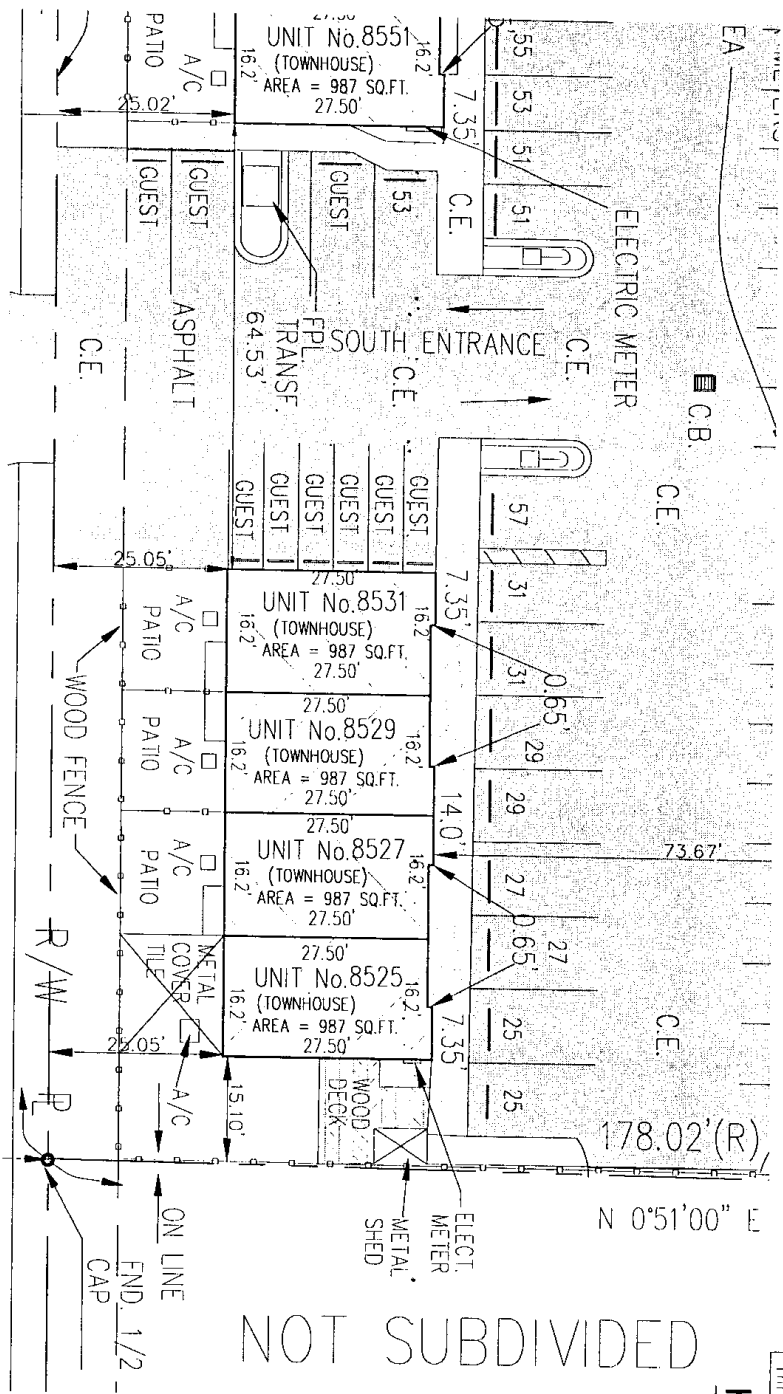 27.50'
UNIT No.8551
(TOWNHOUSE)
AREA = 987 SQ.FT.
27.50'
16.2'
16.2'
PATIO
A/C
25.02'
7.35'
55
53
51
51
EA
ELECTRIC METER
C.E.
53
GUEST
GUEST
GUEST
FPL.
TRANSF.
64.53'
ASPHALT
C.E.
SOUTH ENTRANCE
C.E.
C.E.
C.B.
C.E.
GUEST
GUEST
GUEST
GUEST
GUEST
GUEST
57
31
31
29
29
27
27
25
25
25.05'
7.35'
27.50'
UNIT No.8531
(TOWNHOUSE)
AREA = 987 SQ.FT.
27.50'
16.2'
16.2'
A/C
PATIO
0.65'
27.50'
UNIT No.8529
(TOWNHOUSE)
AREA = 987 SQ.FT.
27.50'
16.2'
16.2'
A/C
PATIO
WOOD FENCE
14.0'
73.67'
27.50'
UNIT No.8527
(TOWNHOUSE)
AREA = 987 SQ.FT.
27.50'
16.2'
16.2'
A/C
PATIO
0.65'
27.50'
UNIT No.8525
(TOWNHOUSE)
AREA = 987 SQ.FT.
27.50'
16.2'
16.2'
METAL
COVER
TILE
A/C
25.05'
7.35'
C.E.
R/W
15.10'
WOOD
DECK
178.02'(R)
N 0°51'00" E
ELECT.
METER
METAL
SHED
ON LINE
FND. 1/2
CAP
NOT SUBDIVIDED